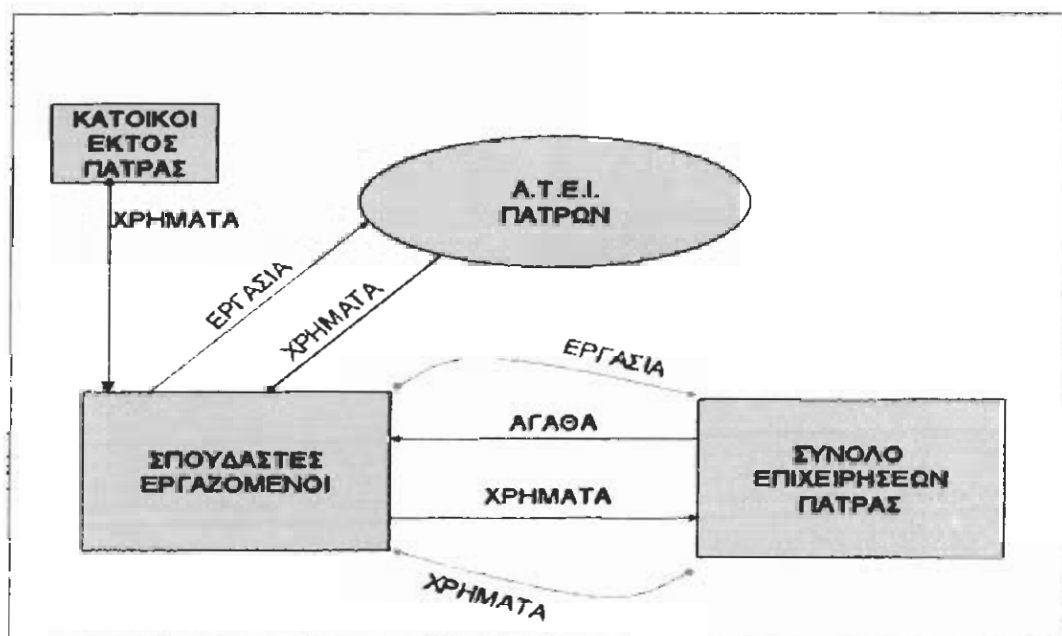 ΚΑΤΟΙΚΟΙ
ΕΚΤΟΣ
ΠΑΤΡΑΣ
ΧΡΗΜΑΤΑ
Α.Τ.Ε.Ι.
ΠΑΤΡΩΝ
ΕΡΓΑΣΙΑ
ΧΡΗΜΑΤΑ
ΕΡΓΑΣΙΑ
ΑΓΑΘΑ
ΧΡΗΜΑΤΑ
ΧΡΗΜΑΤΑ
ΣΠΟΥΔΑΣΤΕΣ
ΕΡΓΑΖΟΜΕΝΟΙ
ΣΥΝΟΛΟ
ΕΠΙΧΕΙΡΗΣΕΩΝ
ΠΑΤΡΑΣ